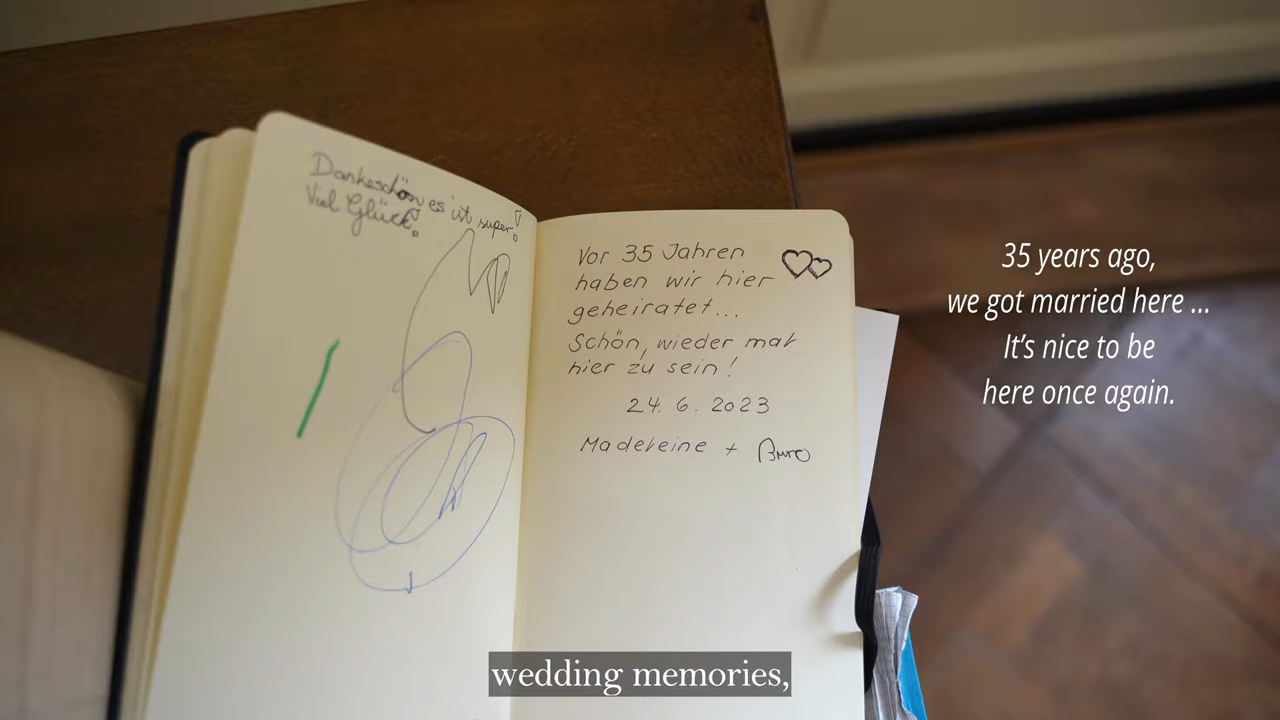 Dankeschön es ist super!
Viel Glück!
Vor 35 Jahren
haben wir hier
geheiratet...
Schön, wieder mal
hier zu sein!
24. 6. 2023
Madeleine + Bruno
35 years ago,
we got married here ...
It's nice to be
here once again.
wedding memories,